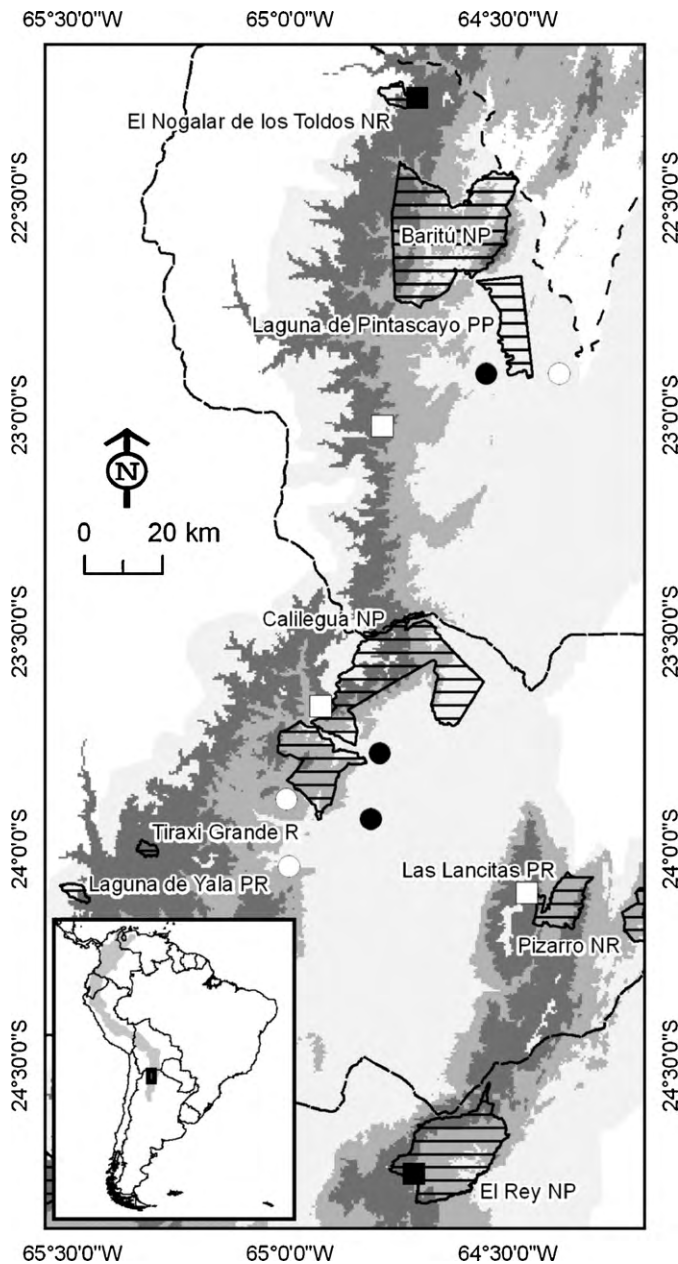 65°30'0"W 65°0'0"W 64°30'0"W
El Nogalar de los Toldos NR
22°30'0"S 22°30'0"S
Baritú NP
Laguna de Pintascayo PP
23°0'0"S 23°0'0"S
N
0 20 km
Calilegua NP
23°30'0"S 23°30'0"S
Tiraxi Grande R
24°0'0"S 24°0'0"S
Las Lancitas PR
Laguna de Yala PR
Pizarro NR
24°30'0"S 24°30'0"S
El Rey NP
65°30'0"W 65°0'0"W 64°30'0"W